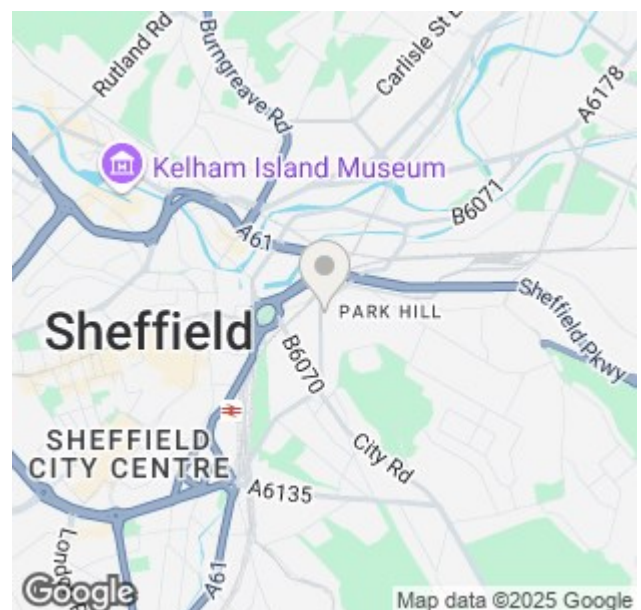 Rutland Rd
Burngreave Rd
Carlisle St
A6178
Kelham Island Museum
B6071
A61
Sheffield Pkwy
PARK HILL
Sheffield
B6070
SHEFFIELD
CITY CENTRE
City Rd
A6135
A61
Google
Map data ©2025 Google